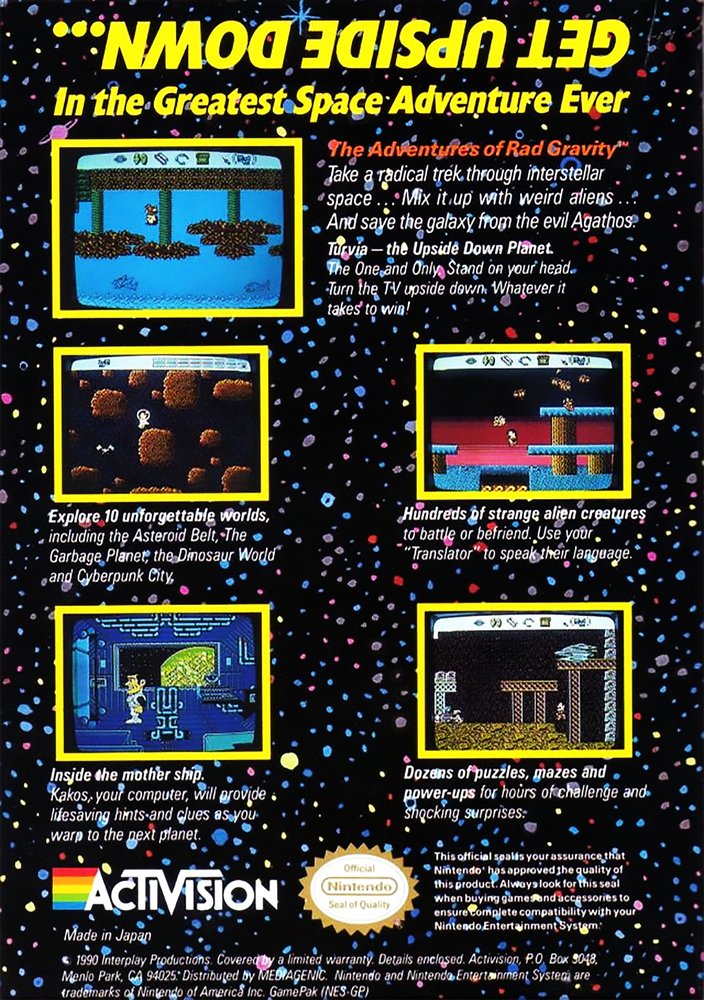 GET UPSIDE DOWN...
In the Greatest Space Adventure Ever
The Adventures of Rad Gravity™
Take a radical trek through interstellar
space . . . Mix it up with weird aliens . . .
And save the galaxy from the evil Agathos.
Turvia — the Upside Down Planet.
The One and Only. Stand on your head.
Turn the TV upside down. Whatever it
takes to win!
Explore 10 unforgettable worlds,
including the Asteroid Belt, The
Garbage Planet, the Dinosaur World
and Cyberpunk City.
Hundreds of strange alien creatures
to battle or befriend. Use your
"Translator" to speak their language.
Inside the mother ship.
Kakos, your computer, will provide
lifesaving hints and clues as you
warp to the next planet.
Dozens of puzzles, mazes and
power-ups for hours of challenge and
shocking surprises.
ACTIVISION
Official
Nintendo®
Seal of Quality
This official seal is your assurance that
Nintendo® has approved the quality of
this product. Always look for this seal
when buying games and accessories to
ensure complete compatibility with your
Nintendo Entertainment System.®
Made in Japan
© 1990 Interplay Productions. Covered by a limited warranty. Details enclosed. Activision, P.O. Box 3048,
Menlo Park, CA 94025. Distributed by MEDIAGENIC. Nintendo and Nintendo Entertainment System are
trademarks of Nintendo of America Inc. GamePak (NES-GP)